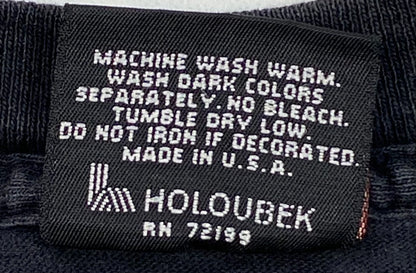 MACHINE WASH WARM.
WASH DARK COLORS
SEPARATELY. NO BLEACH.
TUMBLE DRY LOW.
DO NOT IRON IF DECORATED.
MADE IN U.S.A.
HOLOUBEK
RN 72199